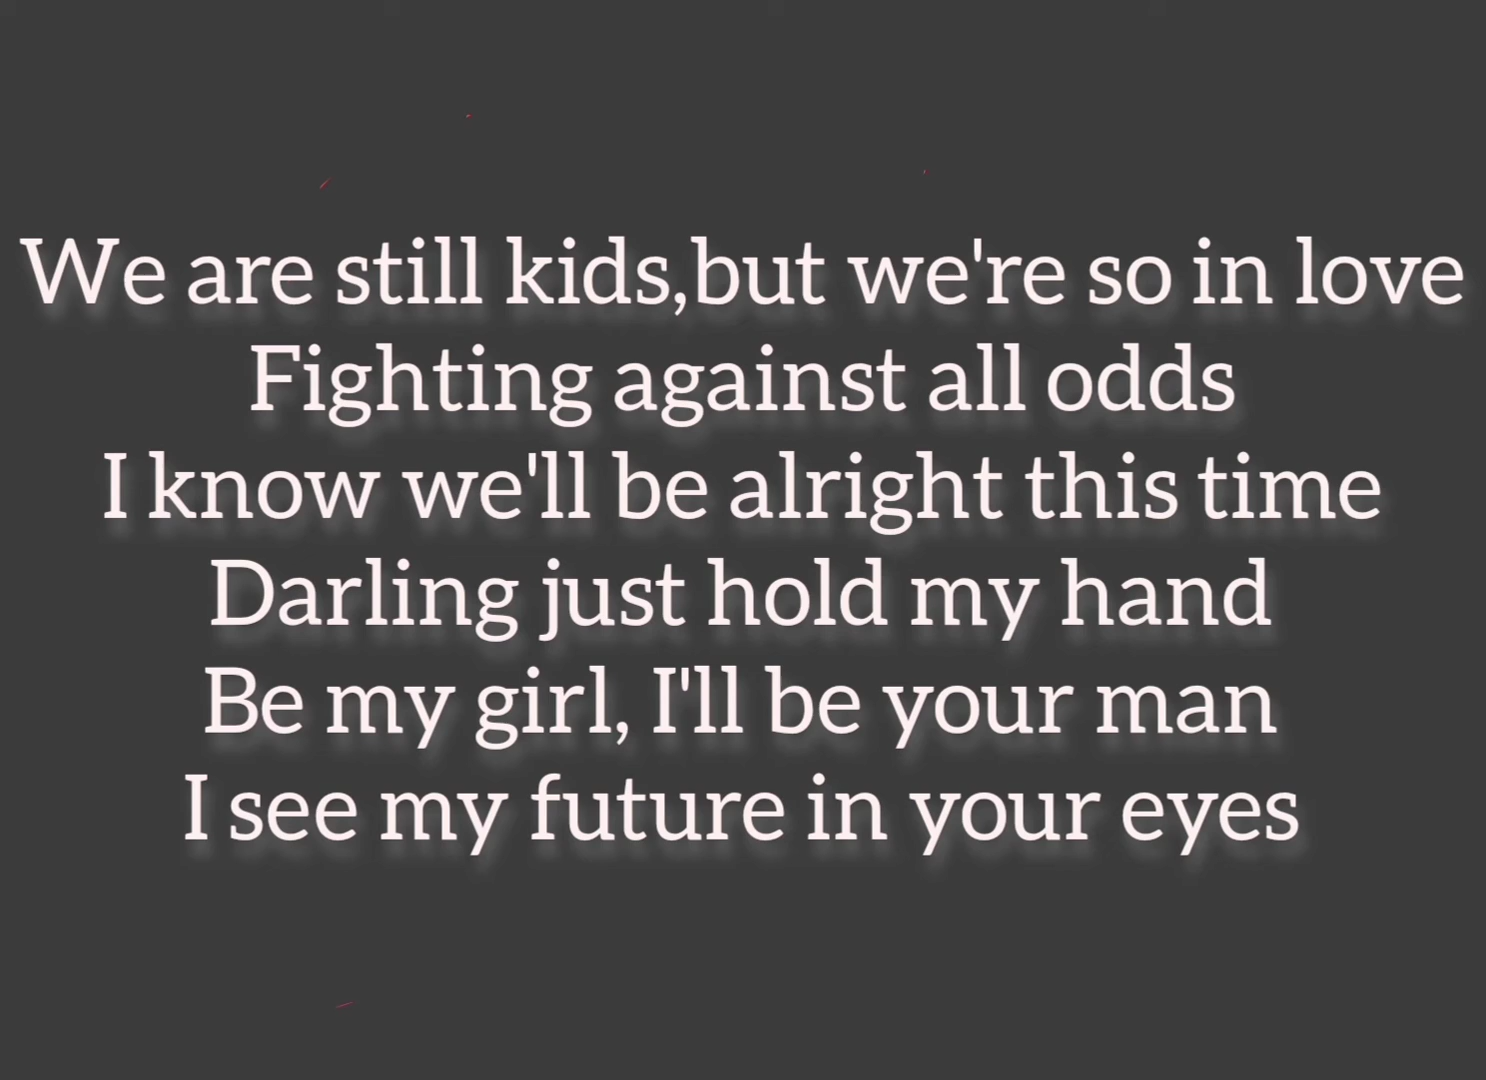 We are still kids,but we're so in love
Fighting against all odds
I know we'll be alright this time
Darling just hold my hand
Be my girl, I'll be your man
I see my future in your eyes